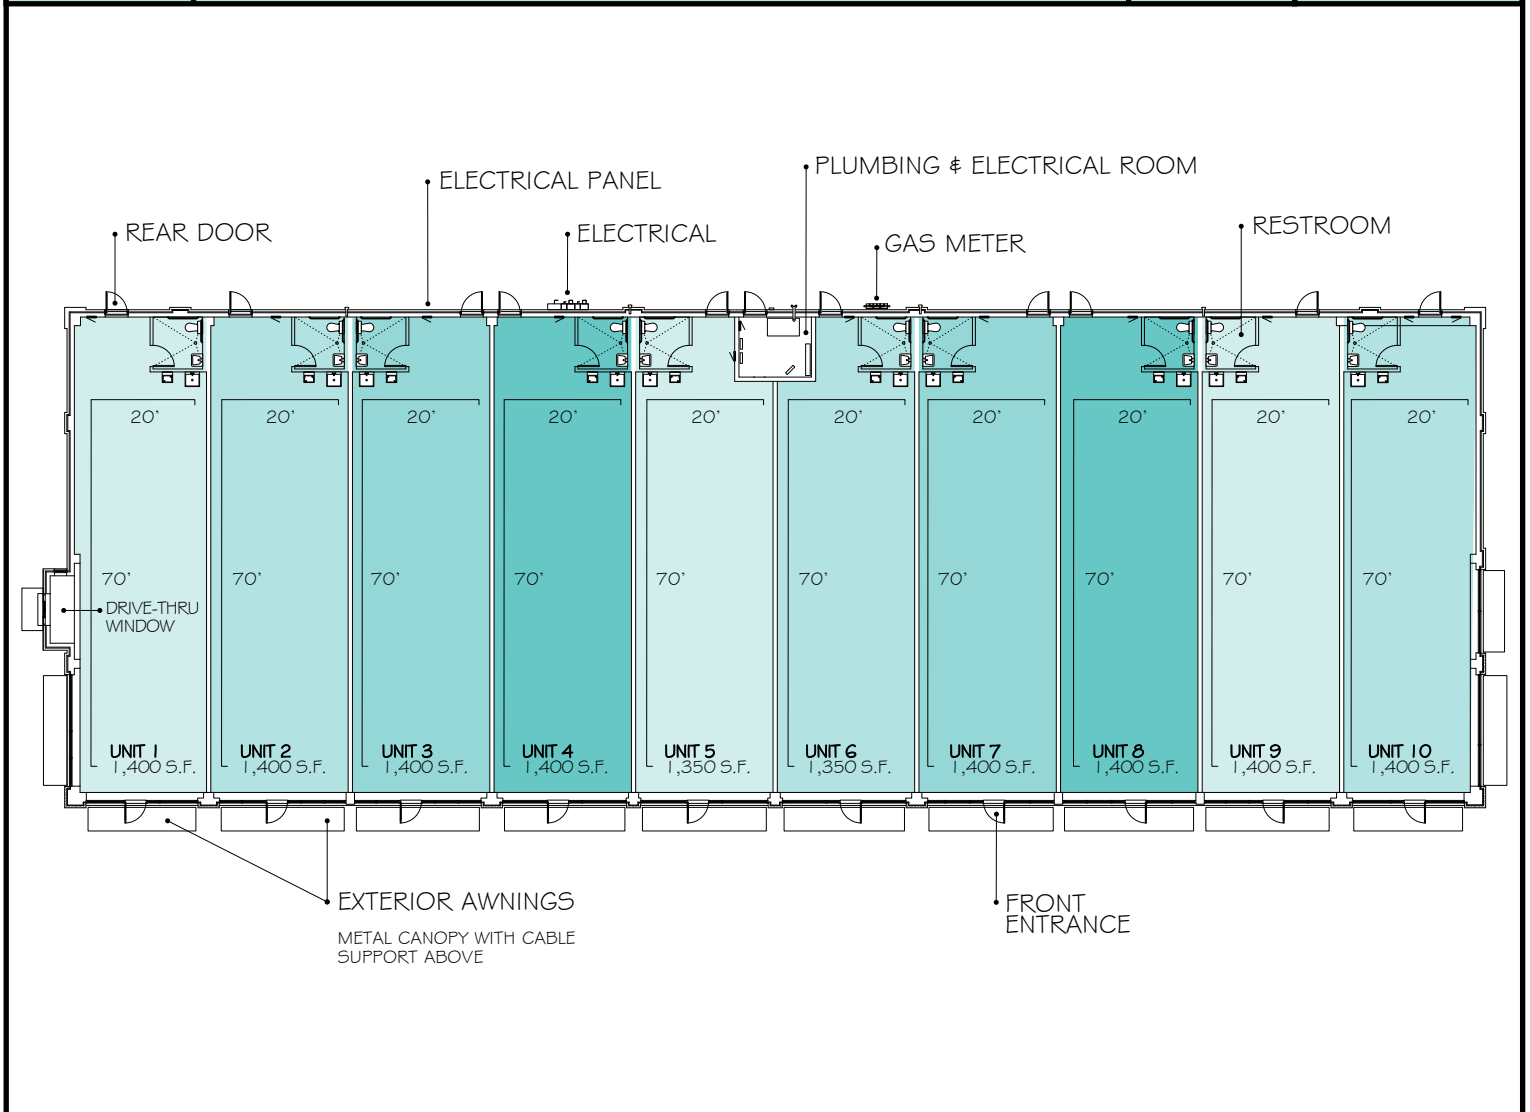 PLUMBING & ELECTRICAL ROOM
ELECTRICAL PANEL
REAR DOOR
ELECTRICAL
GAS METER
RESTROOM
20'
20'
20'
20'
20'
20'
20'
20'
20'
20'
70'
70'
70'
70'
70'
70'
70'
70'
70'
70'
DRIVE-THRU
WINDOW
UNIT 1
1,400 S.F.
UNIT 2
1,400 S.F.
UNIT 3
1,400 S.F.
UNIT 4
1,400 S.F.
UNIT 5
1,350 S.F.
UNIT 6
1,350 S.F.
UNIT 7
1,400 S.F.
UNIT 8
1,400 S.F.
UNIT 9
1,400 S.F.
UNIT 10
1,400 S.F.
EXTERIOR AWNINGS
METAL CANOPY WITH CABLE
SUPPORT ABOVE
FRONT
ENTRANCE